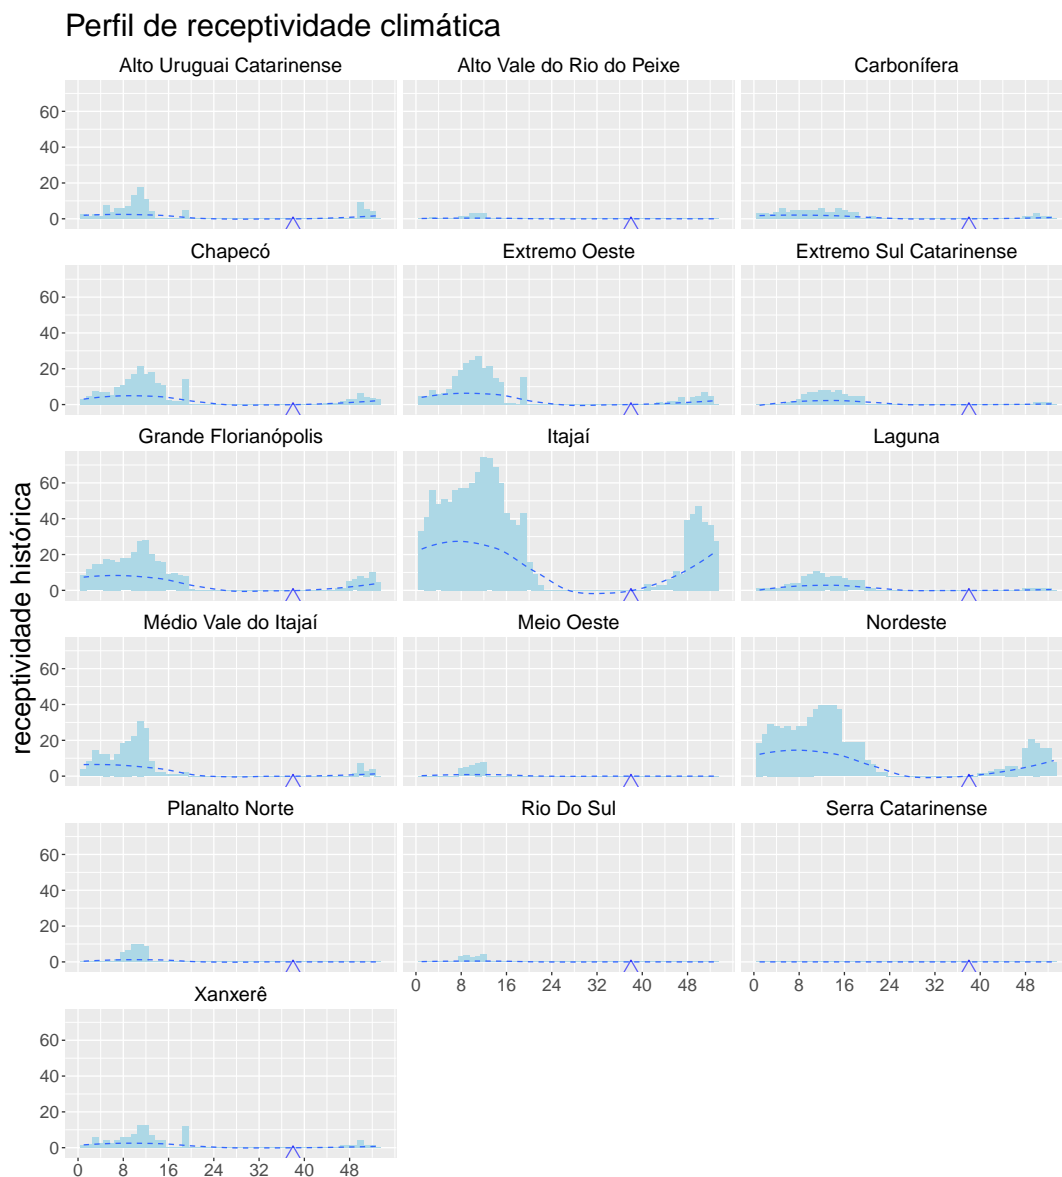 Perfil de receptividade climática
Alto Uruguai Catarinense
Alto Vale do Rio do Peixe
Carbonífera
60
40
20
0
Chapecó
Extremo Oeste
Extremo Sul Catarinense
60
40
20
0
Grande Florianópolis
Itajaí
Laguna
60
40
20
0
receptividade histórica
Médio Vale do Itajaí
Meio Oeste
Nordeste
60
40
20
0
Planalto Norte
Rio Do Sul
Serra Catarinense
60
40
20
0
0 8 16 24 32 40 48
0 8 16 24 32 40 48
Xanxerê
60
40
20
0
0 8 16 24 32 40 48